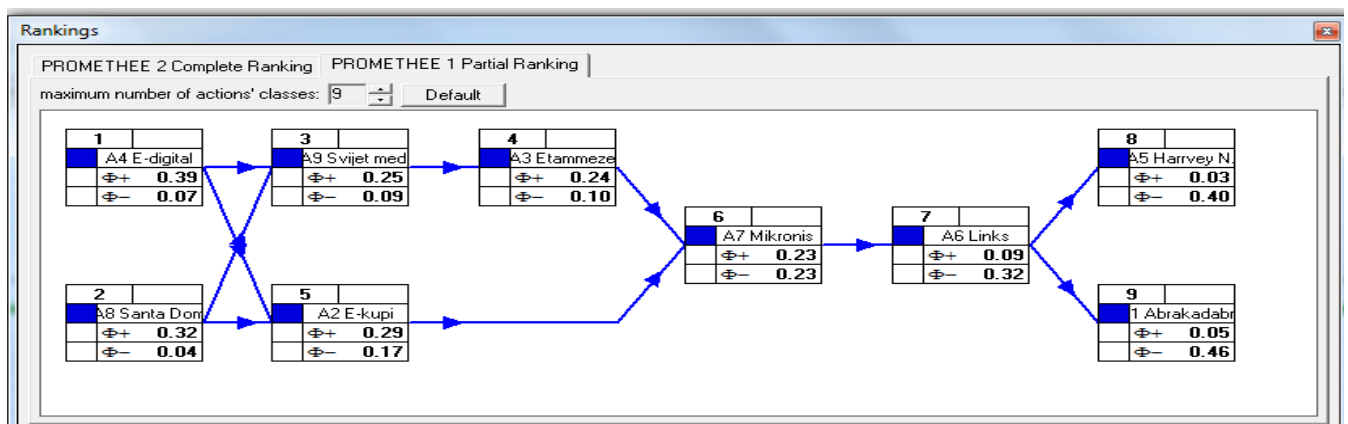 Rankings
PROMETHEE 2 Complete Ranking
PROMETHEE 1 Partial Ranking
maximum number of actions' classes: 9
Default
1
A4 E-digital
Φ+ 0.39
Φ− 0.07
3
A9 Svijet med
Φ+ 0.25
Φ− 0.09
4
A3 Etammeze
Φ+ 0.24
Φ− 0.10
8
A5 Harrvey N.
Φ+ 0.03
Φ− 0.40
6
A7 Mikronis
Φ+ 0.23
Φ− 0.23
7
A6 Links
Φ+ 0.09
Φ− 0.32
2
A8 Santa Dom
Φ+ 0.32
Φ− 0.04
5
A2 E-kupi
Φ+ 0.29
Φ− 0.17
9
1 Abrakadabr
Φ+ 0.05
Φ− 0.46